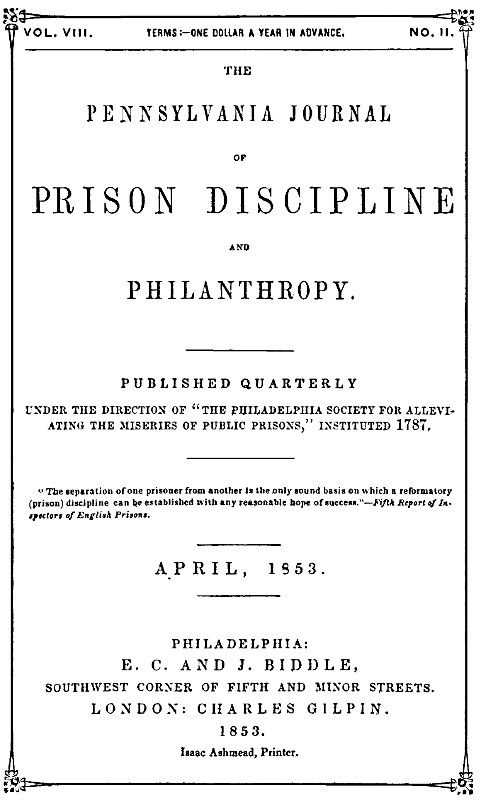 VOL. VIII. TERMS:—ONE DOLLAR A YEAR IN ADVANCE. NO. II.
THE
PENNSYLVANIA JOURNAL
OF
PRISON DISCIPLINE
AND
PHILANTHROPY.
PUBLISHED QUARTERLY
UNDER THE DIRECTION OF "THE PHILADELPHIA SOCIETY FOR ALLEVI-
ATING THE MISERIES OF PUBLIC PRISONS," INSTITUTED 1787.
"The separation of one prisoner from another is the only sound basis on which a reformatory
(prison) discipline can be established with any reasonable hope of success."—Fifth Report of In-
spectors of English Prisons.
APRIL, 1853.
PHILADELPHIA:
E. C. AND J. BIDDLE,
SOUTHWEST CORNER OF FIFTH AND MINOR STREETS.
LONDON: CHARLES GILPIN.
1853.
Isaac Ashmead, Printer.